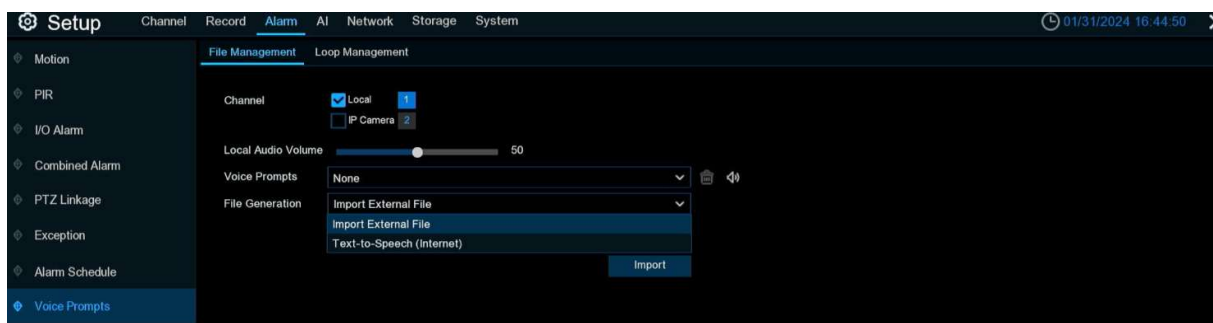 Setup Channel Record Alarm AI Network Storage System 01/31/2024 16:44:50
File Management Loop Management
Motion
PIR
I/O Alarm
Combined Alarm
PTZ Linkage
Exception
Alarm Schedule
Voice Prompts
Channel Local 1
IP Camera 2
Local Audio Volume 50
Voice Prompts None
File Generation Import External File
Import External File
Text-to-Speech (Internet)
Import